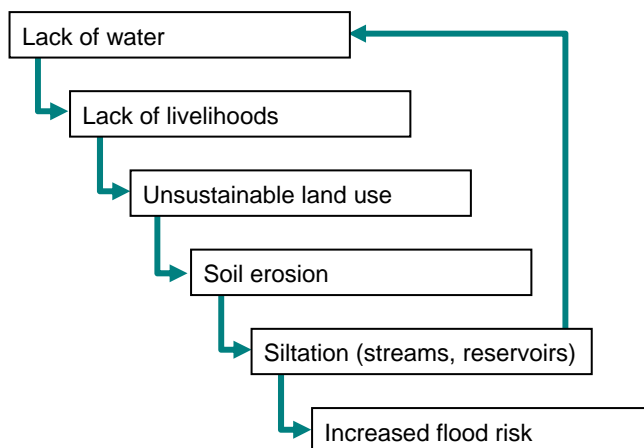 Lack of water
Lack of livelihoods
Unsustainable land use
Soil erosion
Siltation (streams, reservoirs)
Increased flood risk